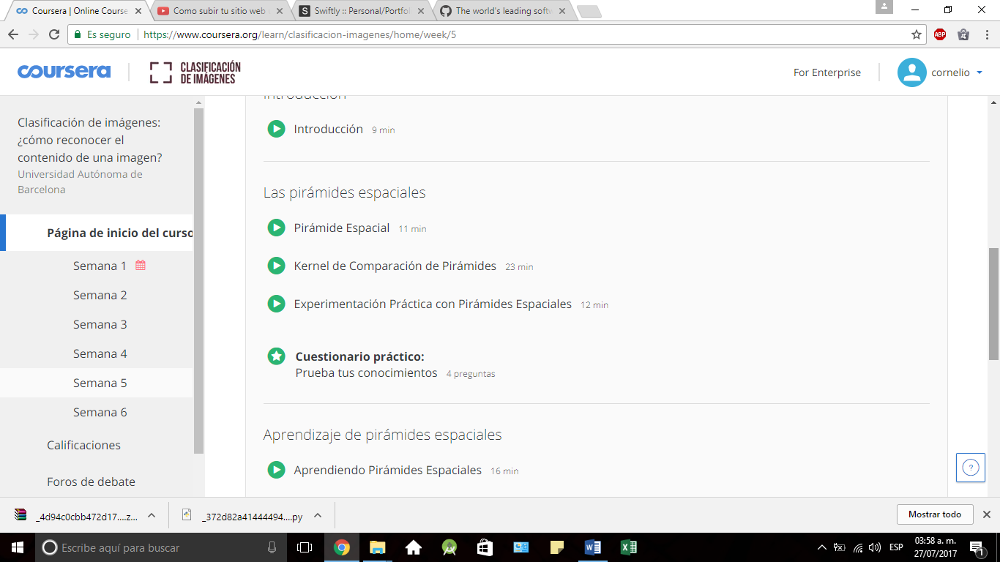 Coursera | Online Course
Como subir tu sitio web
Swiftly :: Personal/Portfo
The world's leading soft
Es seguro
https://www.coursera.org/learn/clasificacion-imagenes/home/week/5
ABP
coursera
CLASIFICACIÓN
DE IMÁGENES
For Enterprise
cornelio
Clasificación de imágenes:
¿cómo reconocer el
contenido de una imagen?
Universidad Autónoma de
Barcelona
Página de inicio del curso
Semana 1
Semana 2
Semana 3
Semana 4
Semana 5
Semana 6
Calificaciones
Foros de debate
Introducción
Introducción 9 min
Las pirámides espaciales
Pirámide Espacial 11 min
Kernel de Comparación de Pirámides 23 min
Experimentación Práctica con Pirámides Espaciales 12 min
Cuestionario práctico:
Prueba tus conocimientos 4 preguntas
Aprendizaje de pirámides espaciales
Aprendiendo Pirámides Espaciales 16 min
?
_4d94c0cbb472d17....z...
_372d82a41444494....py
Mostrar todo
Escribe aquí para buscar
ESP
03:58 a. m.
27/07/2017
1